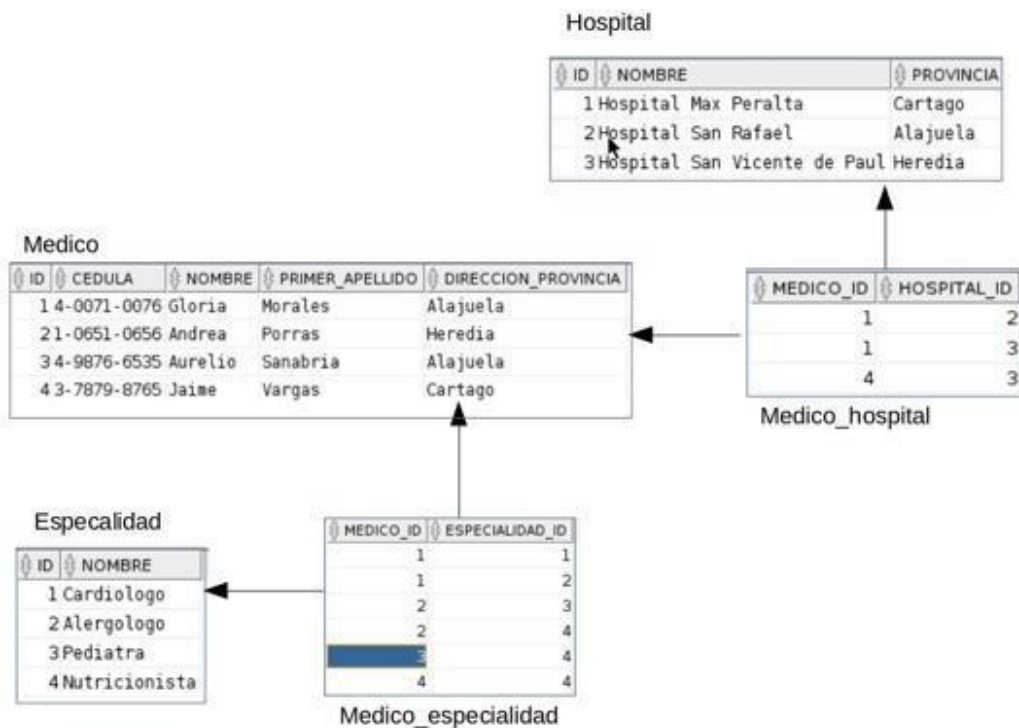 Hospital
ID NOMBRE PROVINCIA
1 Hospital Max Peralta Cartago
2 Hospital San Rafael Alajuela
3 Hospital San Vicente de Paul Heredia
Medico
ID CEDULA NOMBRE PRIMER_APELLIDO DIRECCION_PROVINCIA
1 4-0071-0076 Gloria Morales Alajuela
2 1-0651-0656 Andrea Porras Heredia
3 4-9876-6535 Aurelio Sanabria Alajuela
4 3-7879-8765 Jaime Vargas Cartago
MEDICO_ID HOSPITAL_ID
1 2
1 3
4 3
Medico_hospital
Especalidad
ID NOMBRE
1 Cardiologo
2 Alergologo
3 Pediatra
4 Nutricionista
MEDICO_ID ESPECIALIDAD_ID
1 1
1 2
2 3
2 4
3 4
4 4
Medico_especialidad